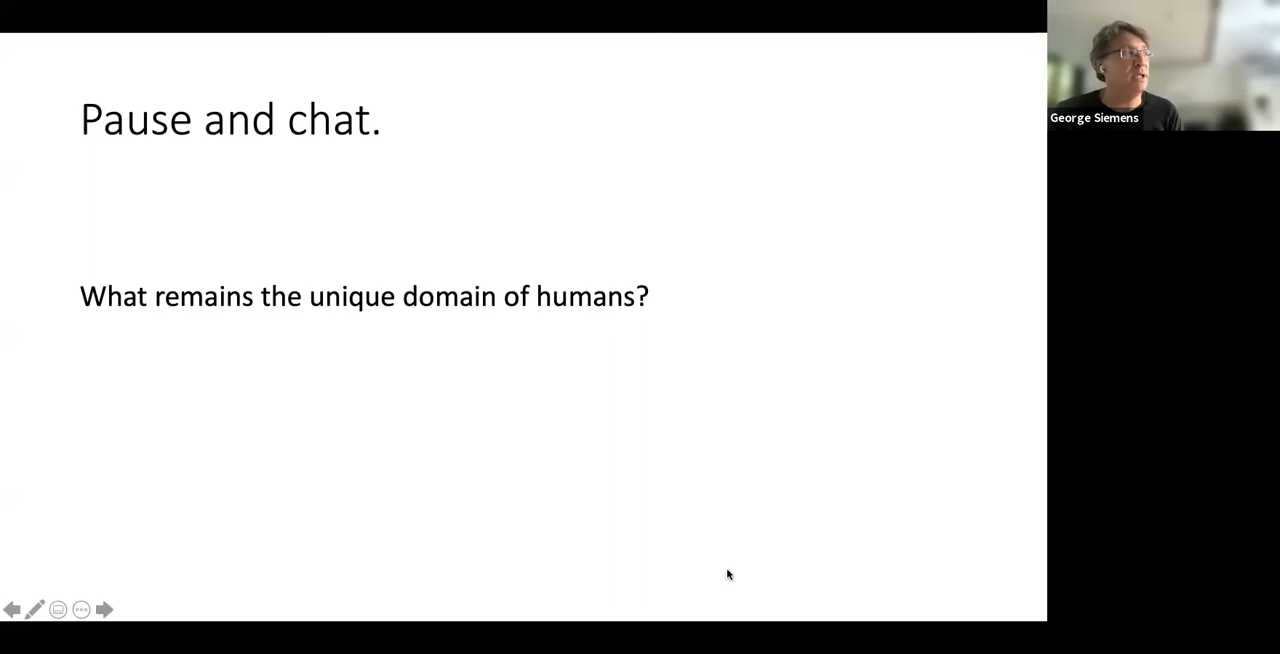 Pause and chat.
George Siemens
What remains the unique domain of humans?